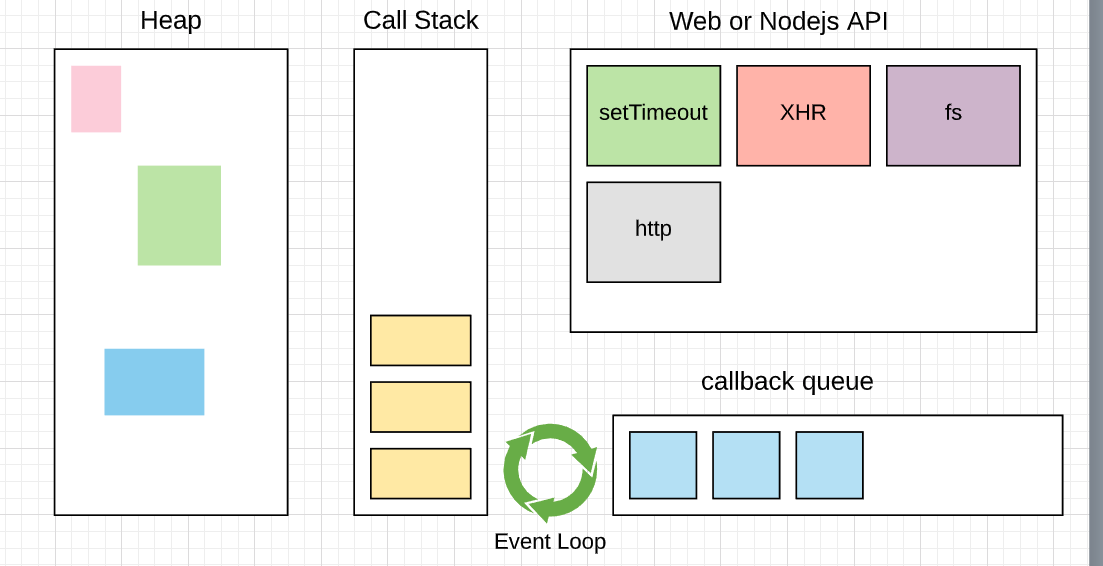 Heap
Call Stack
Web or Nodejs API
setTimeout
XHR
fs
http
callback queue
Event Loop